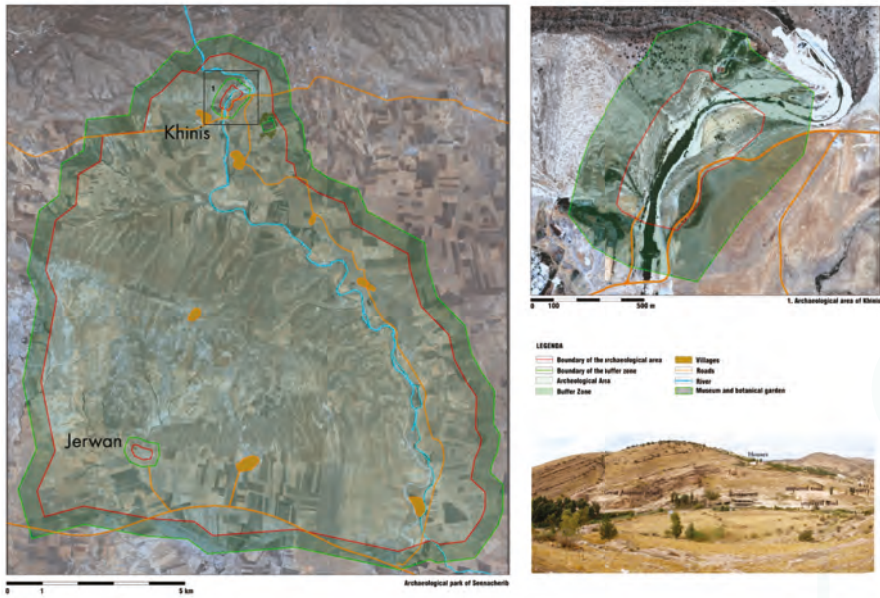 1
Khinis
Jerwan
0 1 5 km
Archaeological park of Sennacherib
0 100 500 m
1. Archaeological area of Khinis
LEGENDA
Boundary of the archaeological area
Boundary of the buffer zone
Archeological Area
Buffer Zone
Villages
Roads
River
Museum and botanical garden
Houses